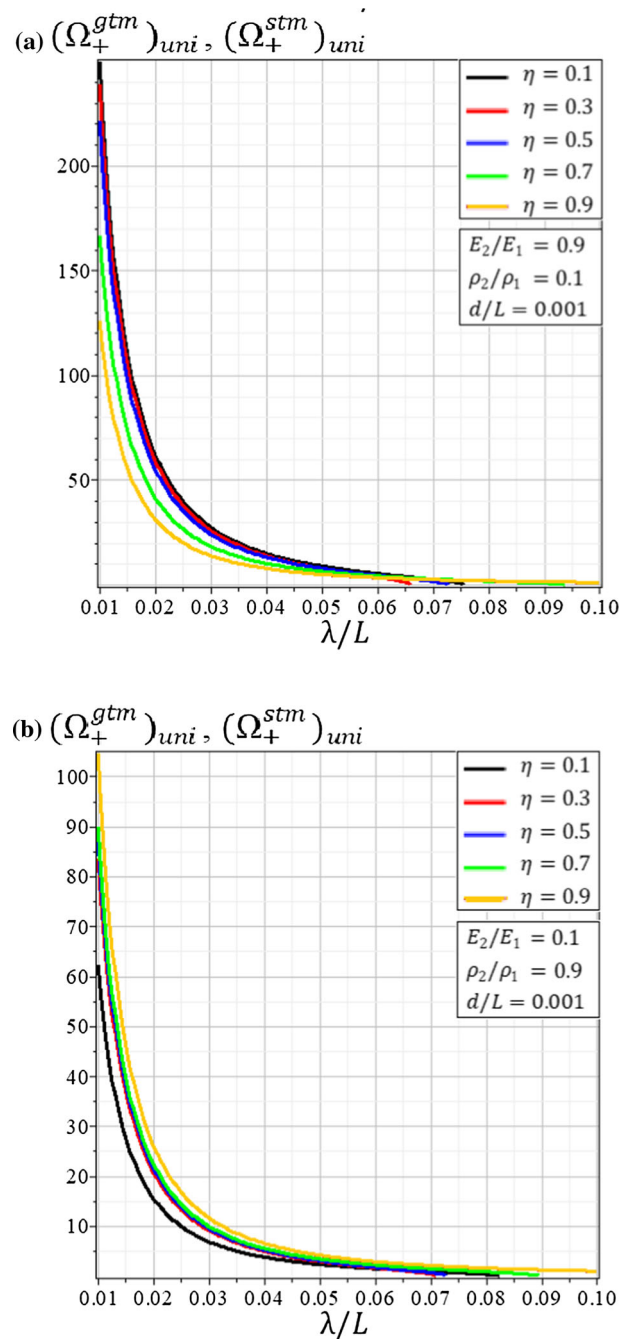 (a) (Ω₊^{gtm})_{uni} , (Ω₊^{stm})_{uni}
η = 0.1
η = 0.3
η = 0.5
η = 0.7
η = 0.9
E₂/E₁ = 0.9
ρ₂/ρ₁ = 0.1
d/L = 0.001
200
150
100
50
0.01 0.02 0.03 0.04 0.05 0.06 0.07 0.08 0.09 0.10
λ/L
(b) (Ω₊^{gtm})_{uni} , (Ω₊^{stm})_{uni}
η = 0.1
η = 0.3
η = 0.5
η = 0.7
η = 0.9
E₂/E₁ = 0.1
ρ₂/ρ₁ = 0.9
d/L = 0.001
100
90
80
70
60
50
40
30
20
10
0.01 0.02 0.03 0.04 0.05 0.06 0.07 0.08 0.09 0.10
λ/L